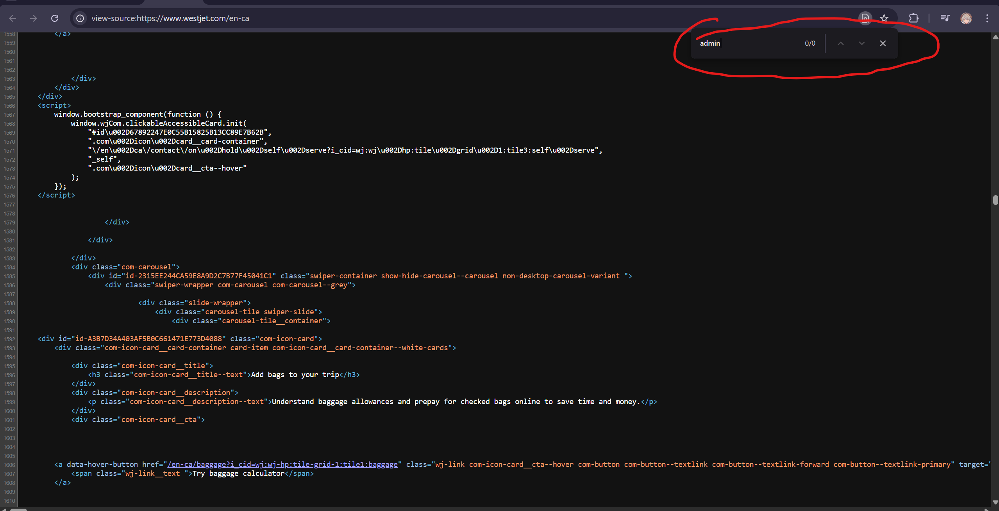 view-source:https://www.westjet.com/en-ca
admin
0/0
1558 </a>
1559
1560
1561
1562
1563 </div>
1564 </div>
1565 </div>
1566 <script>
1567 window.bootstrap_component(function () {
1568 window.wjCom.clickableAccessibleCard.init(
1569 "#id\u002D67892247E0C55B15825B13CC89E7B62B",
1570 ".com\u002Dicon\u002Dcard__card-container",
1571 "\/en\u002Dca\/contact\/on\u002Dhold\u002Dself\u002Dserve?i_cid=wj:wj\u002Dhp:tile\u002Dgrid\u002D1:tile3:self\u002Dserve",
1572 "_self",
1573 ".com\u002Dicon\u002Dcard__cta--hover"
1574 );
1575 });
1576 </script>
1577
1578
1579 </div>
1580
1581 </div>
1582
1583 </div>
1584 <div class="com-carousel">
1585 <div id="id-2315EE244CA59E8A9D2C7B77F45041C1" class="swiper-container show-hide-carousel--carousel non-desktop-carousel-variant ">
1586 <div class="swiper-wrapper com-carousel com-carousel--grey">
1587
1588 <div class="slide-wrapper">
1589 <div class="carousel-tile swiper-slide">
1590 <div class="carousel-tile__container">
1591
1592 <div id="id-A3B7D34A403AF5B0C661471E773D4088" class="com-icon-card">
1593 <div class="com-icon-card__card-container card-item com-icon-card__card-container--white-cards">
1594
1595 <div class="com-icon-card__title">
1596 <h3 class="com-icon-card__title--text">Add bags to your trip</h3>
1597 </div>
1598 <div class="com-icon-card__description">
1599 <p class="com-icon-card__description--text">Understand baggage allowances and prepay for checked bags online to save time and money.</p>
1600 </div>
1601 <div class="com-icon-card__cta">
1602
1603
1604
1605
1606 <a data-hover-button href="/en-ca/baggage?i_cid=wj:wj-hp:tile-grid-1:tile1:baggage" class="wj-link com-icon-card__cta--hover com-button com-button--textlink com-button--textlink-forward com-button--textlink-primary" target="
1607 <span class="wj-link__text ">Try baggage calculator</span>
1608 </a>
1609
1610